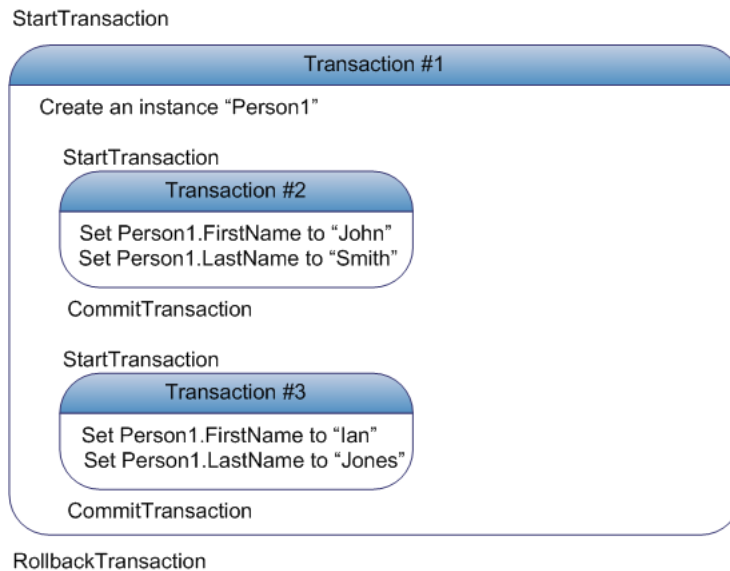 StartTransaction
Transaction #1
Create an instance “Person1”
StartTransaction
Transaction #2
Set Person1.FirstName to “John”
Set Person1.LastName to “Smith”
CommitTransaction
StartTransaction
Transaction #3
Set Person1.FirstName to “Ian”
Set Person1.LastName to “Jones”
CommitTransaction
RollbackTransaction